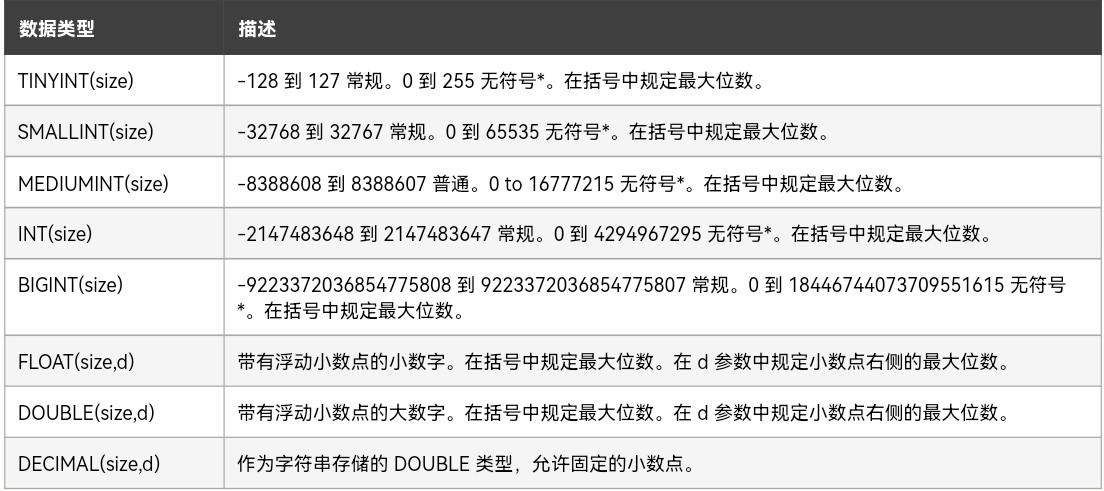 数据类型 描述
TINYINT(size) -128 到 127 常规。0 到 255 无符号*。在括号中规定最大位数。
SMALLINT(size) -32768 到 32767 常规。0 到 65535 无符号*。在括号中规定最大位数。
MEDIUMINT(size) -8388608 到 8388607 普通。0 to 16777215 无符号*。在括号中规定最大位数。
INT(size) -2147483648 到 2147483647 常规。0 到 4294967295 无符号*。在括号中规定最大位数。
BIGINT(size) -9223372036854775808 到 9223372036854775807 常规。0 到 18446744073709551615 无符号
*。在括号中规定最大位数。
FLOAT(size,d) 带有浮动小数点的小数字。在括号中规定最大位数。在 d 参数中规定小数点右侧的最大位数。
DOUBLE(size,d) 带有浮动小数点的大数字。在括号中规定最大位数。在 d 参数中规定小数点右侧的最大位数。
DECIMAL(size,d) 作为字符串存储的 DOUBLE 类型，允许固定的小数点。